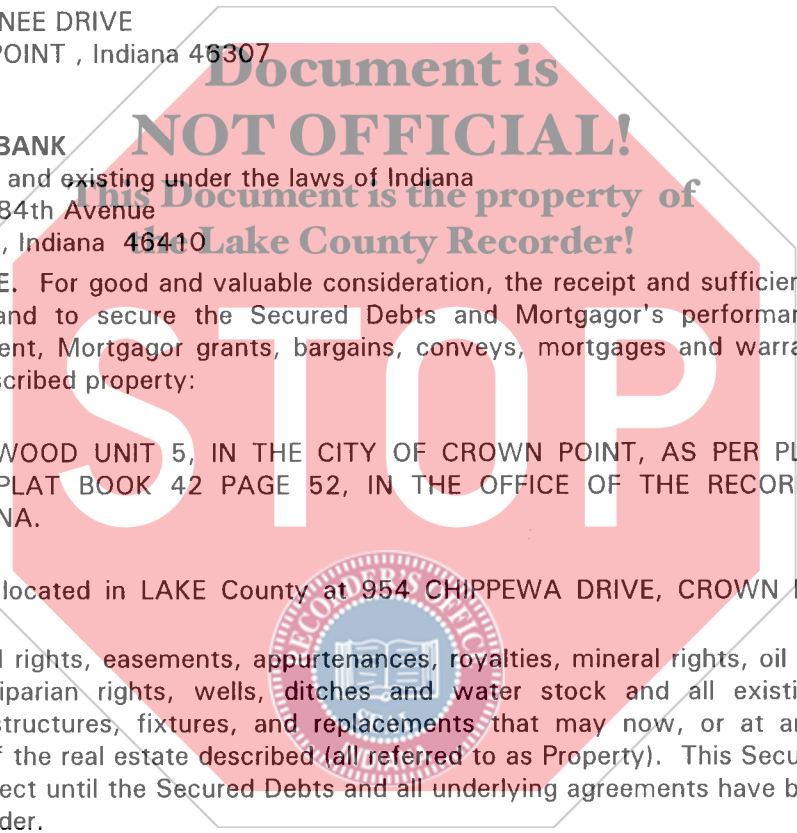 NEE DRIVE
POINT , Indiana 46307
Document is
NOT OFFICIAL!
BANK
and existing under the laws of Indiana
This Document is the property of
84th Avenue
, Indiana 46410
the Lake County Recorder!
E. For good and valuable consideration, the receipt and sufficien
and to secure the Secured Debts and Mortgagor's performan
ent, Mortgagor grants, bargains, conveys, mortgages and warra
scribed property:
STOP
WOOD UNIT 5, IN THE CITY OF CROWN POINT, AS PER PL
PLAT BOOK 42 PAGE 52, IN THE OFFICE OF THE RECOR
NA.
located in LAKE County at 954 CHIPPEWA DRIVE, CROWN
RECORDER'S OFFICE
rights, easements, appurtenances, royalties, mineral rights, oil
iparian rights, wells, ditches and water stock and all existi
structures, fixtures, and replacements that may now, or at a
f the real estate described (all referred to as Property). This Secu
ect until the Secured Debts and all underlying agreements have b
der.